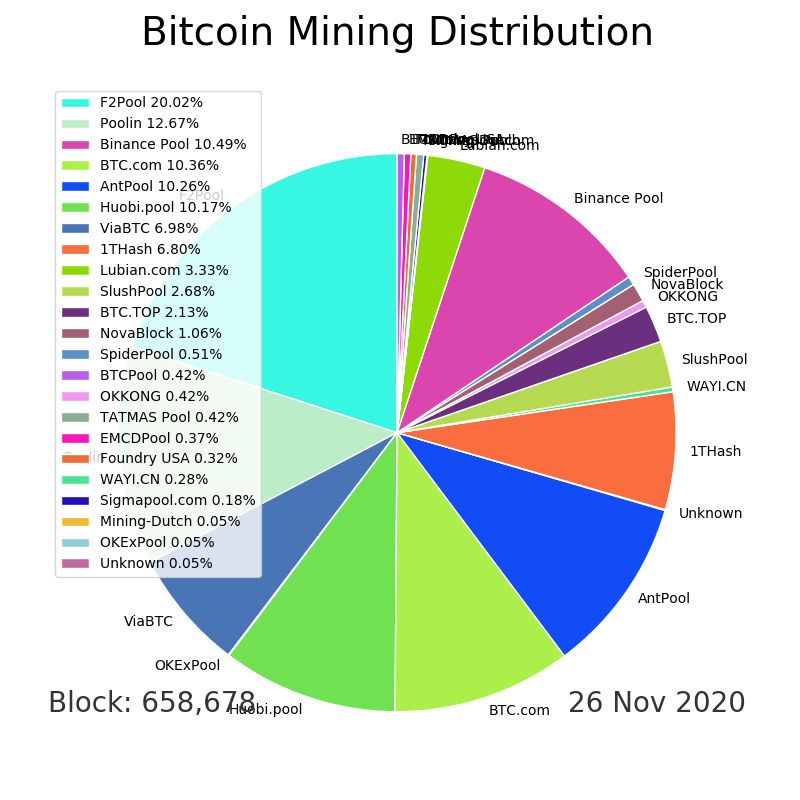 Bitcoin Mining Distribution
F2Pool 20.02%
Poolin 12.67%
Binance Pool 10.49%
BTC.com 10.36%
AntPool 10.26%
Huobi.pool 10.17%
ViaBTC 6.98%
1THash 6.80%
Lubian.com 3.33%
SlushPool 2.68%
BTC.TOP 2.13%
NovaBlock 1.06%
SpiderPool 0.51%
BTCPool 0.42%
OKKONG 0.42%
TATMAS Pool 0.42%
EMCDPool 0.37%
Foundry USA 0.32%
WAYI.CN 0.28%
Sigmapool.com 0.18%
Mining-Dutch 0.05%
OKExPool 0.05%
Unknown 0.05%
F2Pool
Lubian.com
Binance Pool
SpiderPool
NovaBlock
OKKONG
BTC.TOP
SlushPool
WAYI.CN
1THash
Unknown
AntPool
BTC.com
Huobi.pool
OKExPool
ViaBTC
Block: 658,678
26 Nov 2020